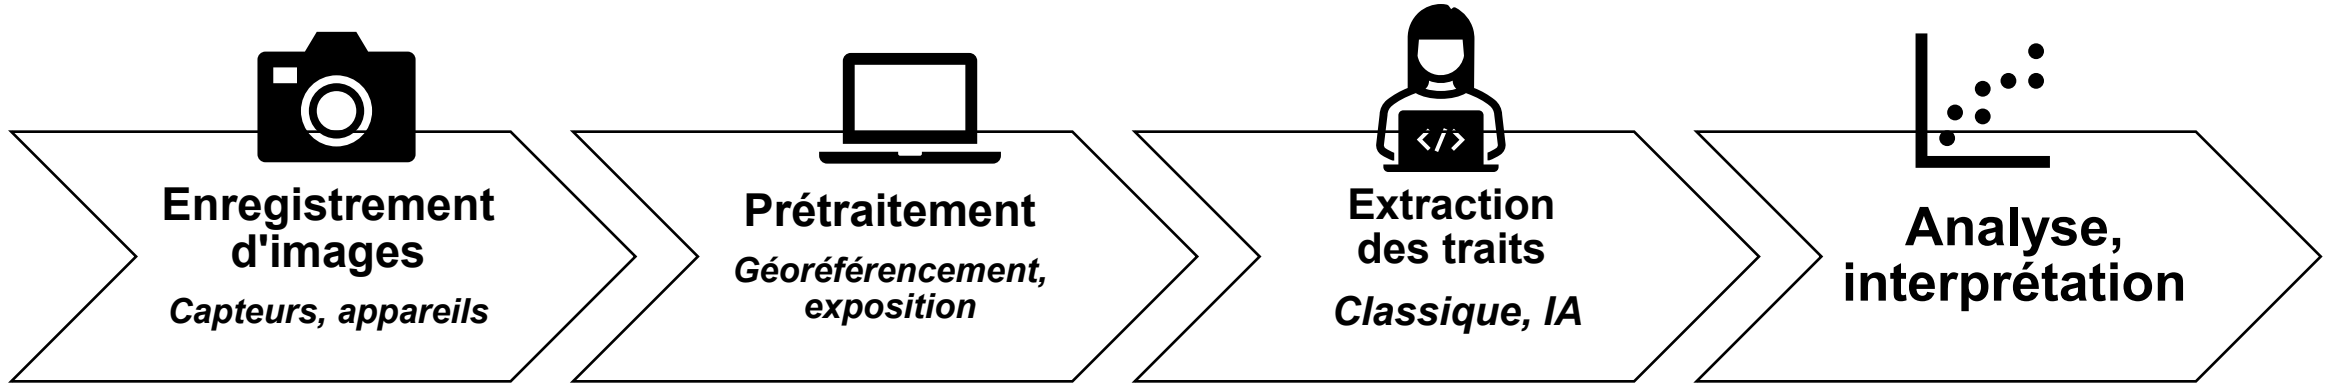 Enregistrement
d'images
Capteurs, appareils
Prétraitement
Géoréférencement,
exposition
Extraction
des traits
Classique, IA
Analyse,
interprétation